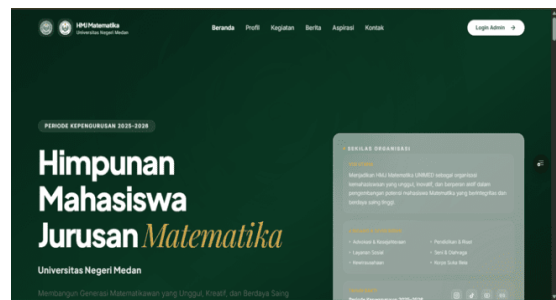 HMJ Matematika
Universitas Negeri Medan
Beranda Profil Kegiatan Berita Aspirasi Kontak
Login Admin
PERIODE KEPENGURUSAN 2025-2026
Himpunan
Mahasiswa
Jurusan Matematika
Universitas Negeri Medan
Membangun Generasi Matematikawan yang Unggul, Kreatif, dan Berdaya Saing
SEKILAS ORGANISASI
Menjadikan HMJ Matematika UNIMED sebagai organisasi
kemahasiswaan yang unggul, inovatif, dan berperan aktif dalam
pengembangan potensi mahasiswa Matematika yang berintegritas dan
berdaya saing tinggi.
• Advokasi & Kesejahteraan
• Pendidikan & Riset
• Layanan Sosial
• Seni & Olahraga
• Kewirausahaan